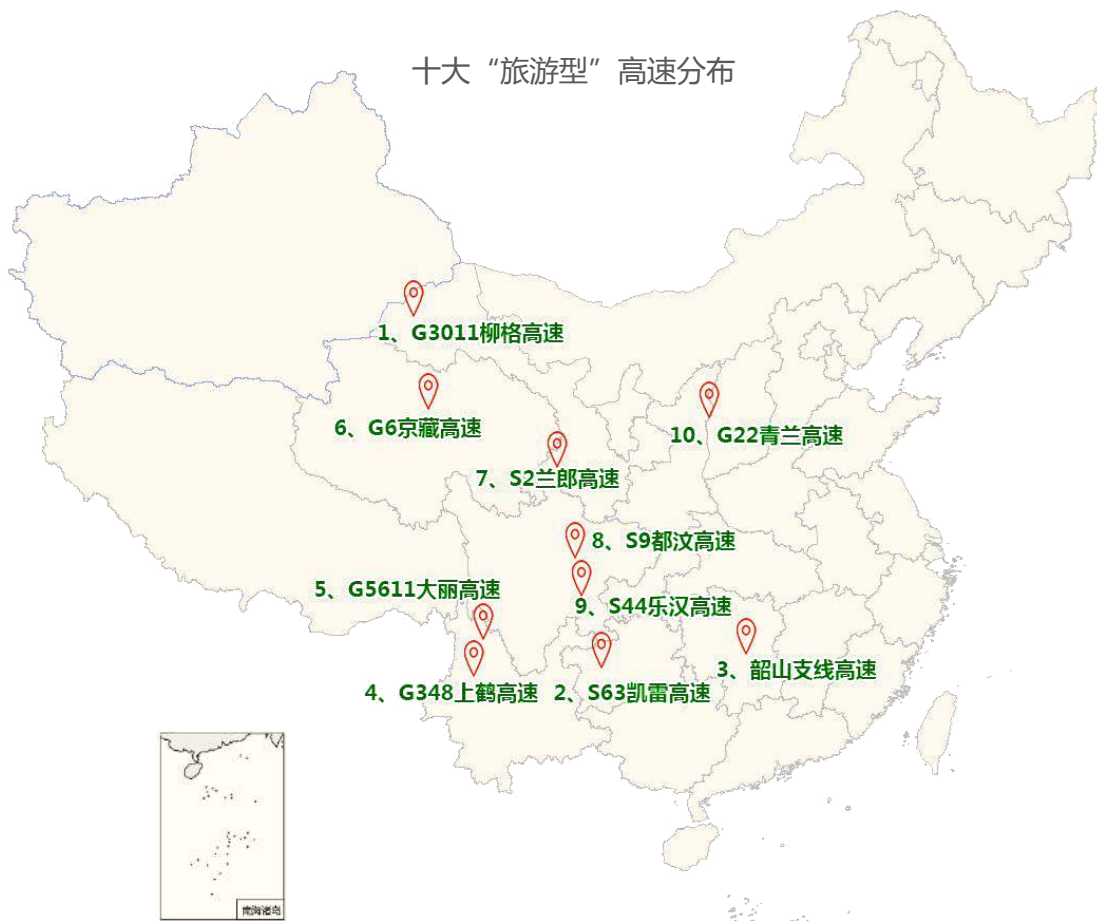 十大“旅游型”高速分布
1、G3011柳格高速
6、G6京藏高速
10、G22青兰高速
7、S2兰郎高速
8、S9都汶高速
5、G5611大丽高速
9、S44乐汉高速
3、韶山支线高速
4、G348上鹤高速
2、S63凯雷高速
南海诸岛